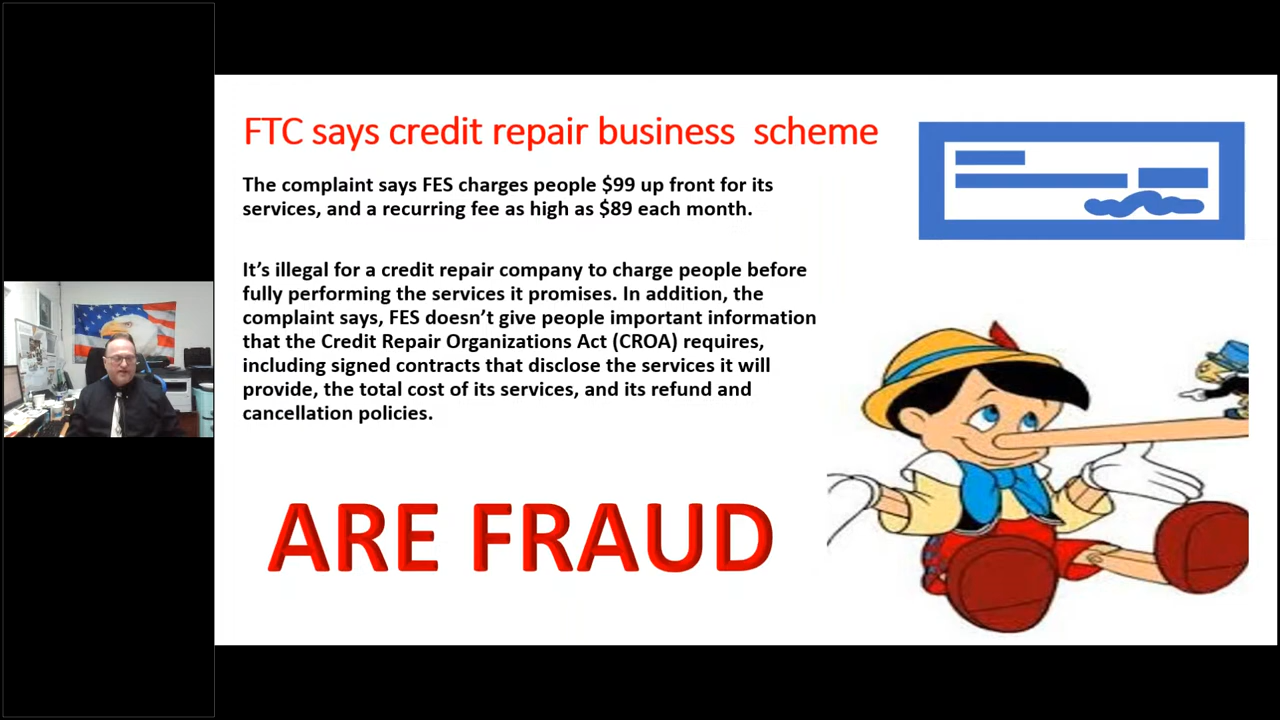 FTC says credit repair business  scheme
The complaint says FES charges people $99 up front for its
services, and a recurring fee as high as $89 each month.
It’s illegal for a credit repair company to charge people before
fully performing the services it promises. In addition, the
complaint says, FES doesn’t give people important information
that the Credit Repair Organizations Act (CROA) requires,
including signed contracts that disclose the services it will
provide, the total cost of its services, and its refund and
cancellation policies.
ARE FRAUD